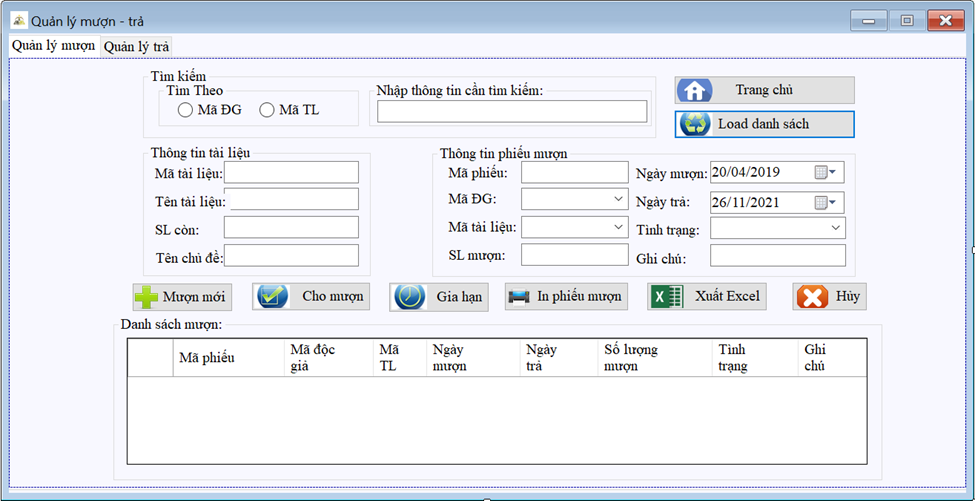 Quản lý mượn - trả
Quản lý mượn Quản lý trả
Tìm kiếm
Tìm Theo
Mã ĐG Mã TL
Nhập thông tin cần tìm kiếm:
Trang chủ
Load danh sách
Thông tin tài liệu
Mã tài liệu:
Tên tài liệu:
SL còn:
Tên chủ đề:
Thông tin phiếu mượn
Mã phiếu:
Mã ĐG:
Mã tài liệu:
SL mượn:
Ngày mượn: 20/04/2019
Ngày trả: 26/11/2021
Tình trạng:
Ghi chú:
Mượn mới Cho mượn Gia hạn In phiếu mượn Xuất Excel Hủy
Danh sách mượn:
Mã phiếu
Mã độc
giả
Mã
TL
Ngày
mượn
Ngày
trả
Số lượng
mượn
Tình
trạng
Ghi
chú